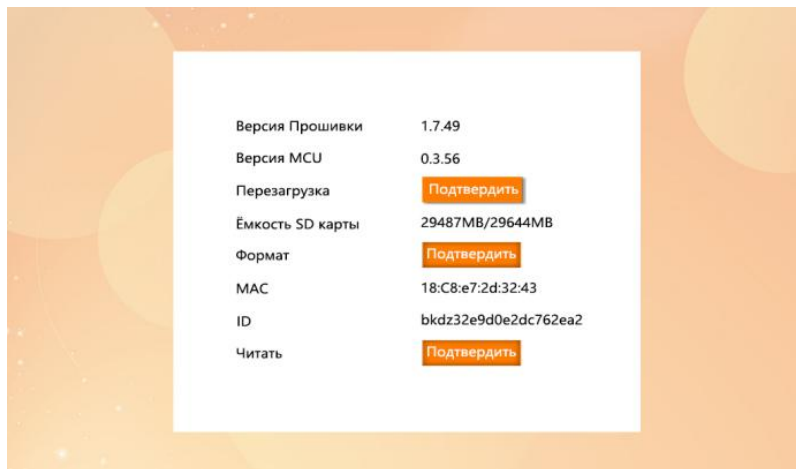 Версия Прошивки 1.7.49
Версия MCU 0.3.56
Перезагрузка Подтвердить
Ёмкость SD карты 29487MB/29644MB
Формат Подтвердить
MAC 18:C8:e7:2d:32:43
ID bkdz32e9d0e2dc762ea2
Читать Подтвердить